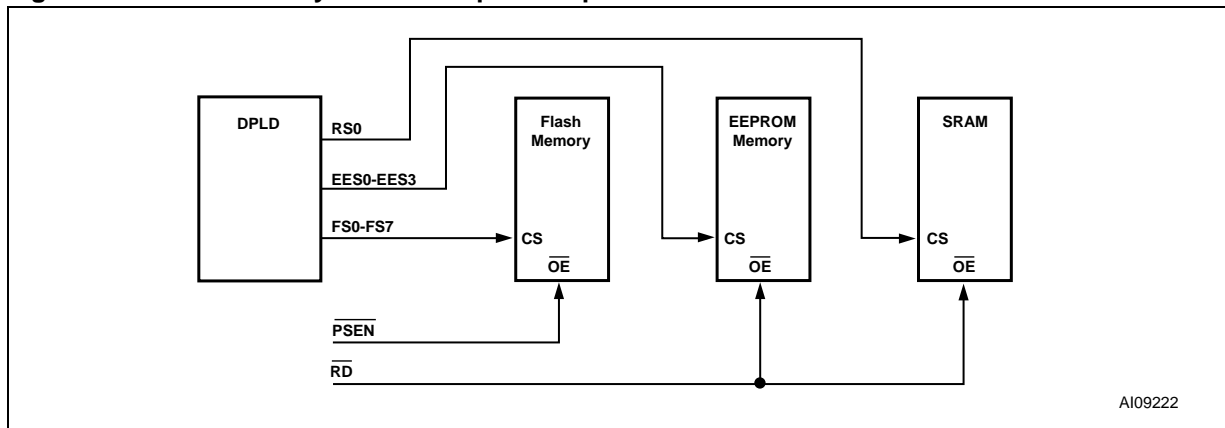 DPLD
RS0
EES0-EES3
FS0-FS7
Flash
Memory
CS
OE
EEPROM
Memory
CS
OE
SRAM
CS
OE
PSEN
RD
AI09222